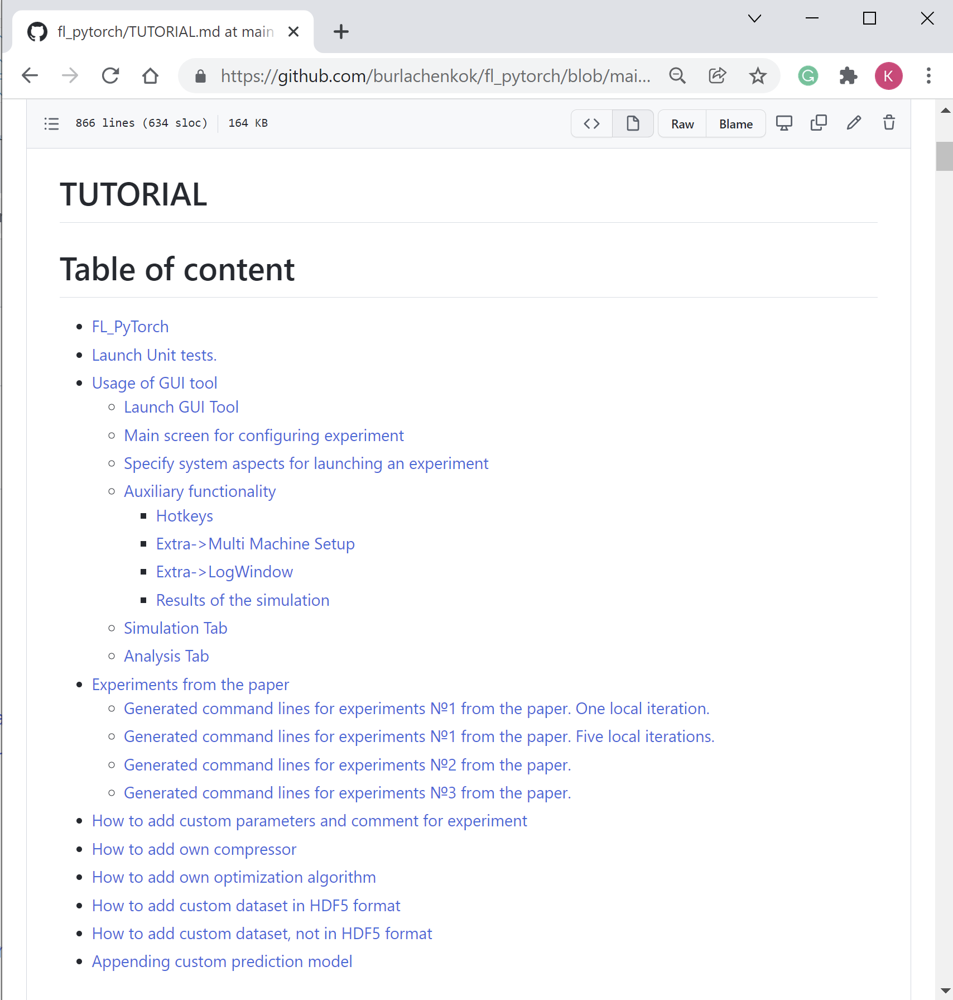 fl_pytorch/TUTORIAL.md at main
https://github.com/burlachenkok/fl_pytorch/blob/mai...
G
K
866 lines (634 sloc) 164 KB
Raw Blame
TUTORIAL
Table of content
FL_PyTorch
Launch Unit tests.
Usage of GUI tool
Launch GUI Tool
Main screen for configuring experiment
Specify system aspects for launching an experiment
Auxiliary functionality
Hotkeys
Extra->Multi Machine Setup
Extra->LogWindow
Results of the simulation
Simulation Tab
Analysis Tab
Experiments from the paper
Generated command lines for experiments №1 from the paper. One local iteration.
Generated command lines for experiments №1 from the paper. Five local iterations.
Generated command lines for experiments №2 from the paper.
Generated command lines for experiments №3 from the paper.
How to add custom parameters and comment for experiment
How to add own compressor
How to add own optimization algorithm
How to add custom dataset in HDF5 format
How to add custom dataset, not in HDF5 format
Appending custom prediction model